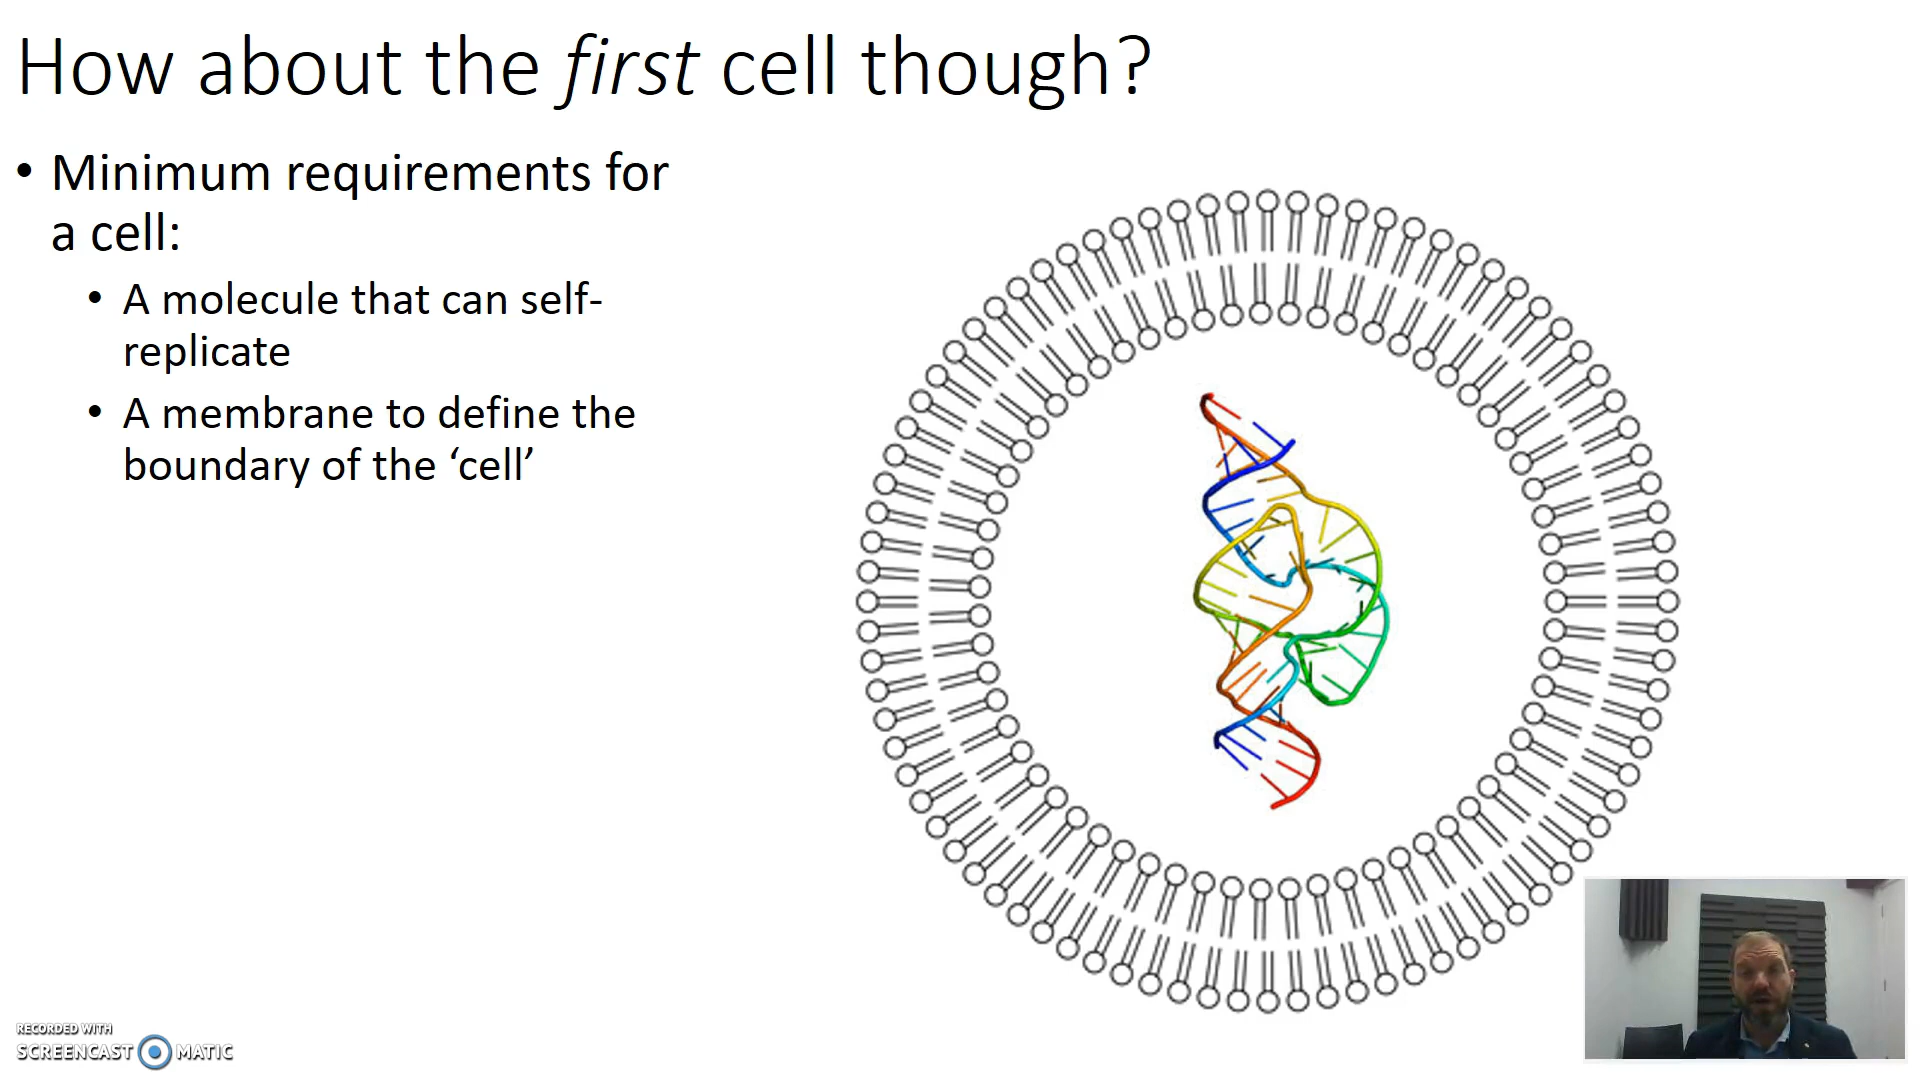 How about the first cell though?
• Minimum requirements for
a cell:
• A molecule that can self-
replicate
• A membrane to define the
boundary of the ‘cell’
RECORDED WITH
SCREENCAST MATIC